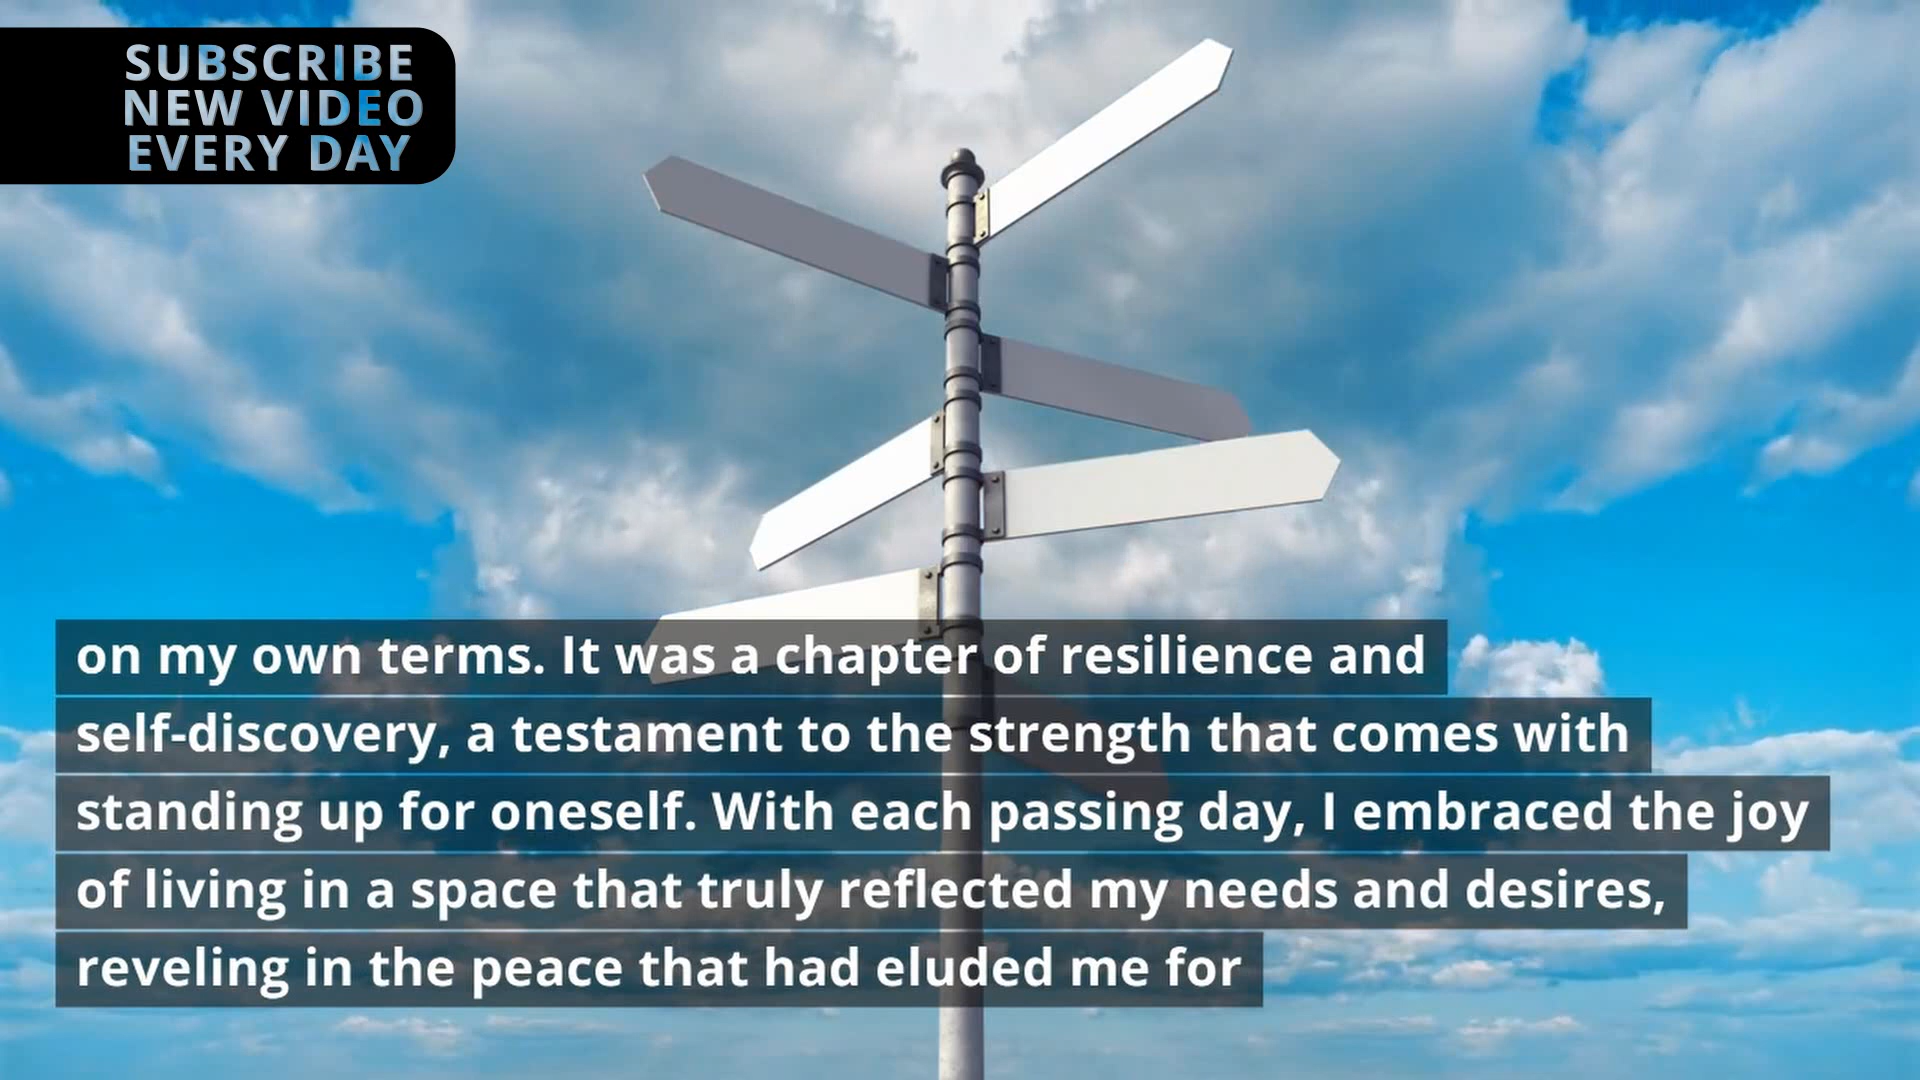 SUBSCRIBE
NEW VIDEO
EVERY DAY
on my own terms. It was a chapter of resilience and
self-discovery, a testament to the strength that comes with
standing up for oneself. With each passing day, I embraced the joy
of living in a space that truly reflected my needs and desires,
reveling in the peace that had eluded me for